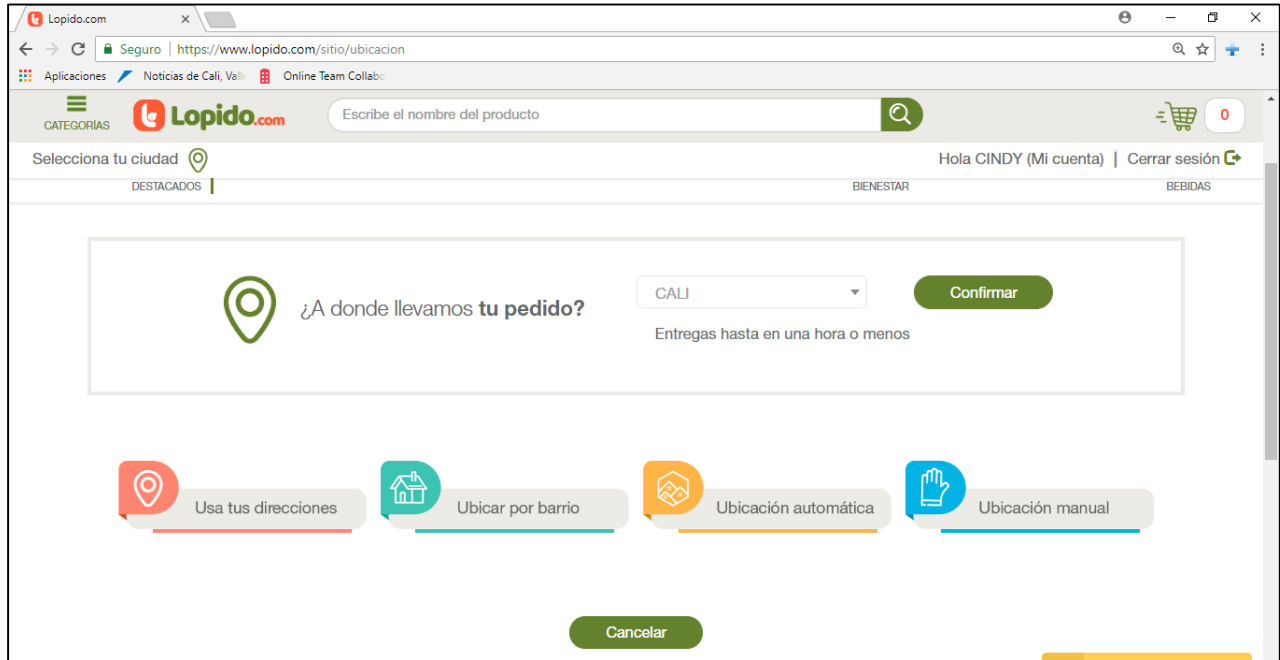 Lopido.com
Seguro | https://www.lopido.com/sitio/ubicacion
Aplicaciones Noticias de Cali, Vall Online Team Collabo
CATEGORÍAS Lopido.com Escribe el nombre del producto 0
Selecciona tu ciudad Hola CINDY (Mi cuenta) | Cerrar sesión
DESTACADOS BIENESTAR BEBIDAS
¿A donde llevamos tu pedido? CALI Confirmar
Entregas hasta en una hora o menos
Usa tus direcciones Ubicar por barrio Ubicación automática Ubicación manual
Cancelar